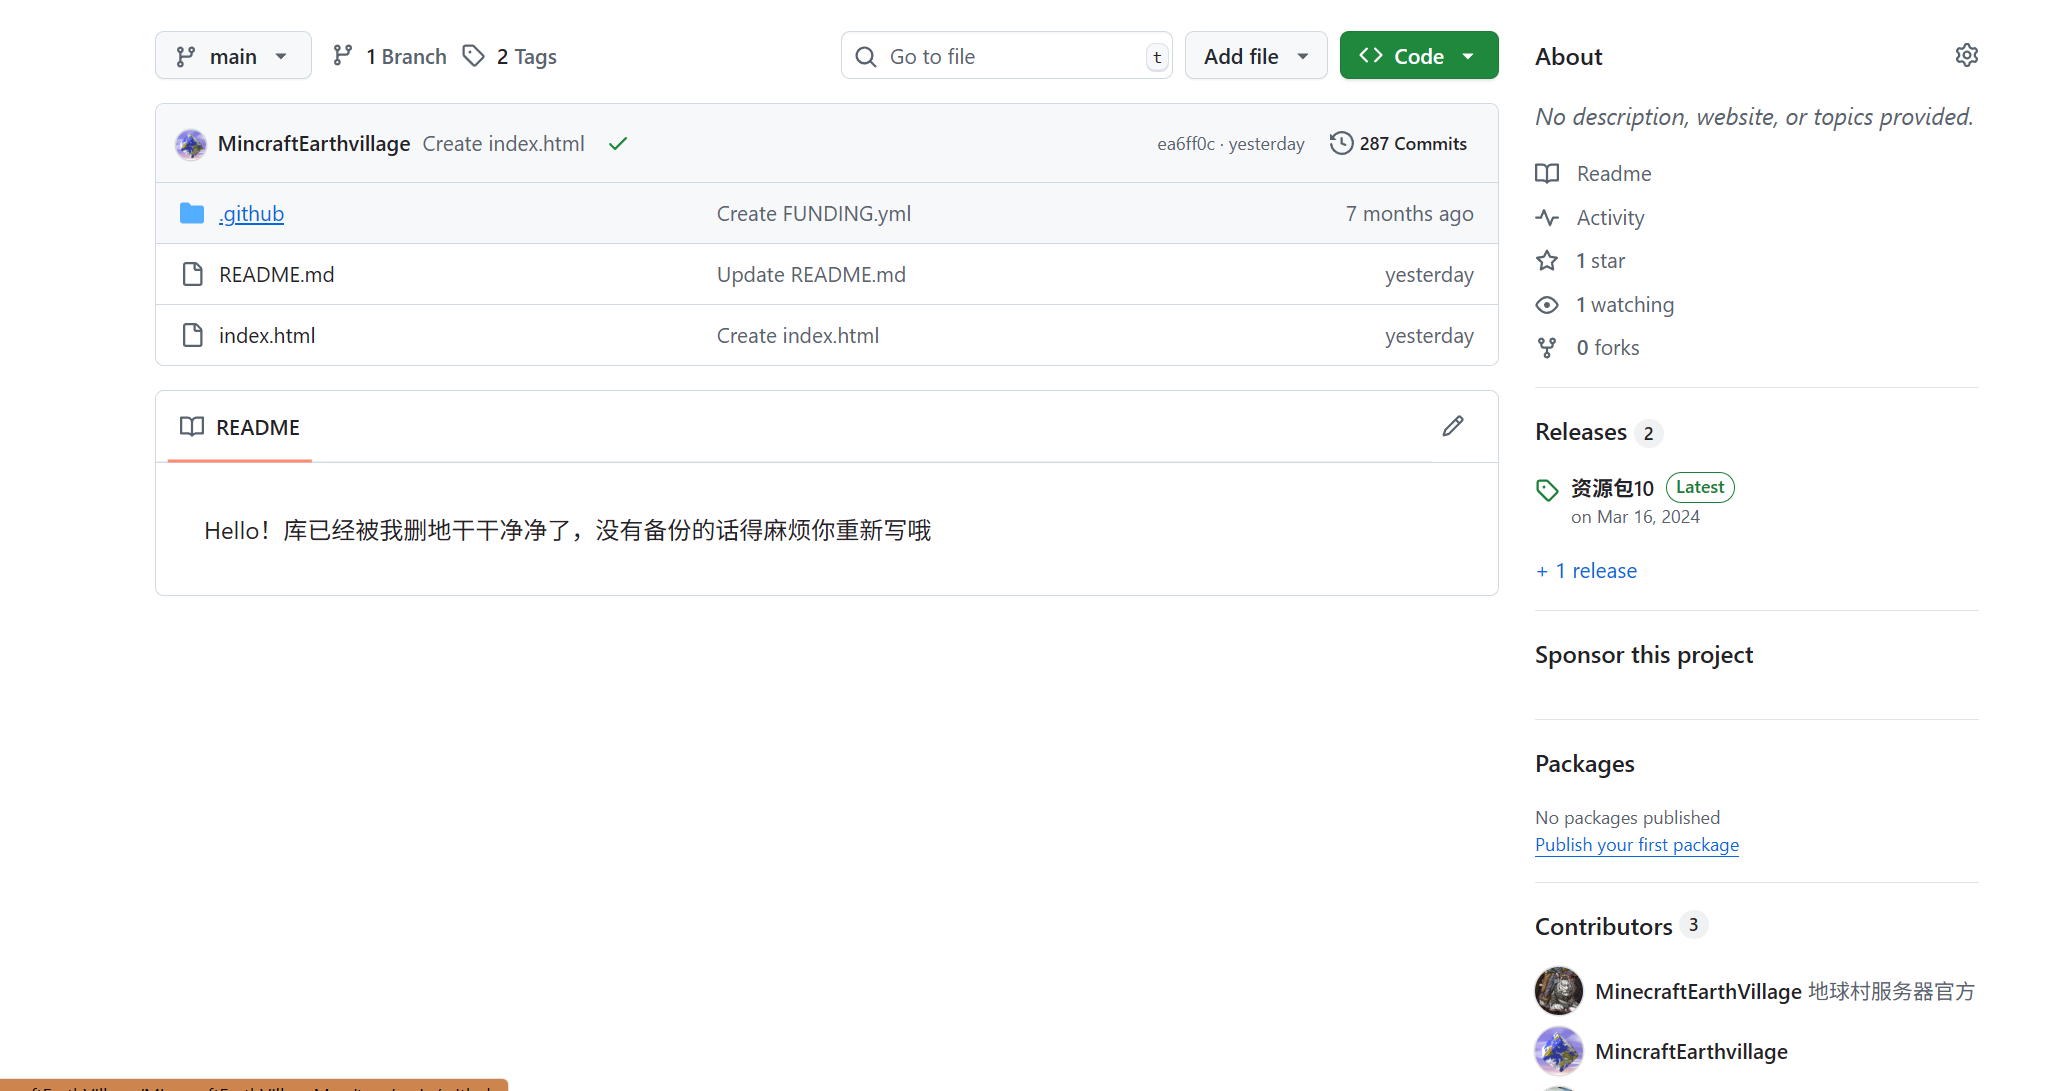 main
1 Branch
2 Tags
Go to file
t
Add file
Code
MincraftEarthvillage Create index.html
ea6ff0c · yesterday
287 Commits
.github
Create FUNDING.yml
7 months ago
README.md
Update README.md
yesterday
index.html
Create index.html
yesterday
README
Hello！库已经被我删地干干净净了，没有备份的话得麻烦你重新写哦
About
No description, website, or topics provided.
Readme
Activity
1 star
1 watching
0 forks
Releases 2
资源包10 Latest
on Mar 16, 2024
+ 1 release
Sponsor this project
Packages
No packages published
Publish your first package
Contributors 3
MinecraftEarthVillage 地球村服务器官方
MincraftEarthvillage